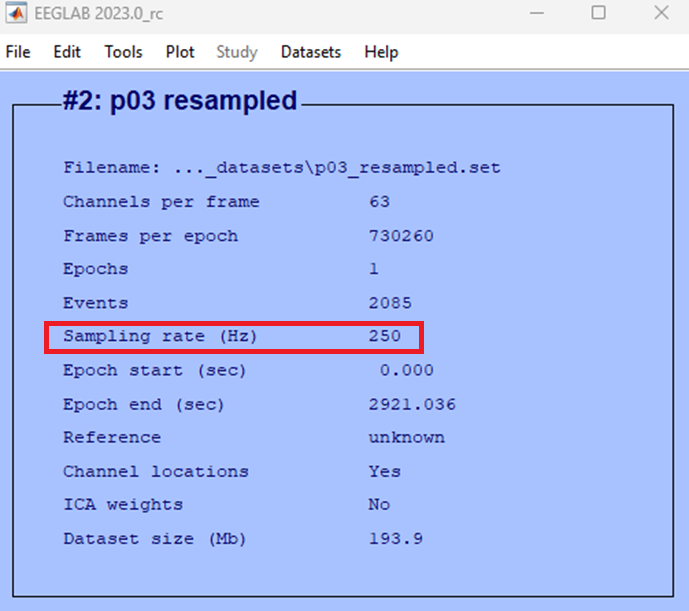 EEGLAB 2023.0_rc
File Edit Tools Plot Study Datasets Help
#2: p03 resampled
Filename: ..._datasets\p03_resampled.set
Channels per frame 63
Frames per epoch 730260
Epochs 1
Events 2085
Sampling rate (Hz) 250
Epoch start (sec) 0.000
Epoch end (sec) 2921.036
Reference unknown
Channel locations Yes
ICA weights No
Dataset size (Mb) 193.9